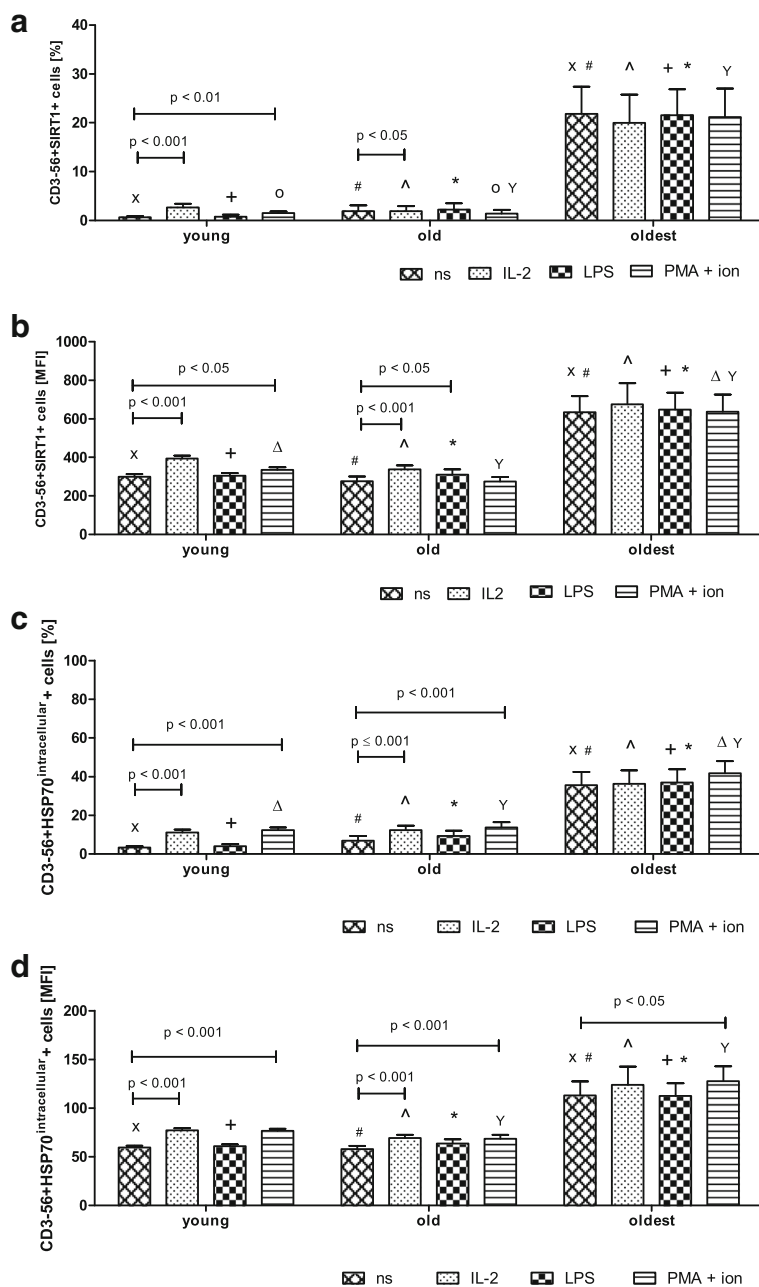 a
CD3-56+SIRT1+ cells [%]
40
30
20
10
0
p < 0.01
p < 0.001
p < 0.05
x + o
# ^ * o Y
x # ^ + * Y
young old oldest
ns IL-2 LPS PMA + ion
b
CD3-56+SIRT1+ cells [MFI]
1000
800
600
400
200
0
p < 0.05
p < 0.001
p < 0.05
p < 0.001
x + Δ
# ^ * Y
x # ^ + * Δ Y
young old oldest
ns IL2 LPS PMA + ion
c
CD3-56+HSP70intracellular+ cells [%]
100
80
60
40
20
0
p < 0.001
p < 0.001
p < 0.001
p ≤ 0.001
x + Δ
# ^ * Y
x # ^ + * Δ Y
young old oldest
ns IL-2 LPS PMA + ion
d
CD3-56+HSP70intracellular+ cells [MFI]
200
150
100
50
0
p < 0.001
p < 0.001
p < 0.001
p < 0.001
p < 0.05
x +
# ^ * Y
x # ^ + * Y
young old oldest
ns IL-2 LPS PMA + ion